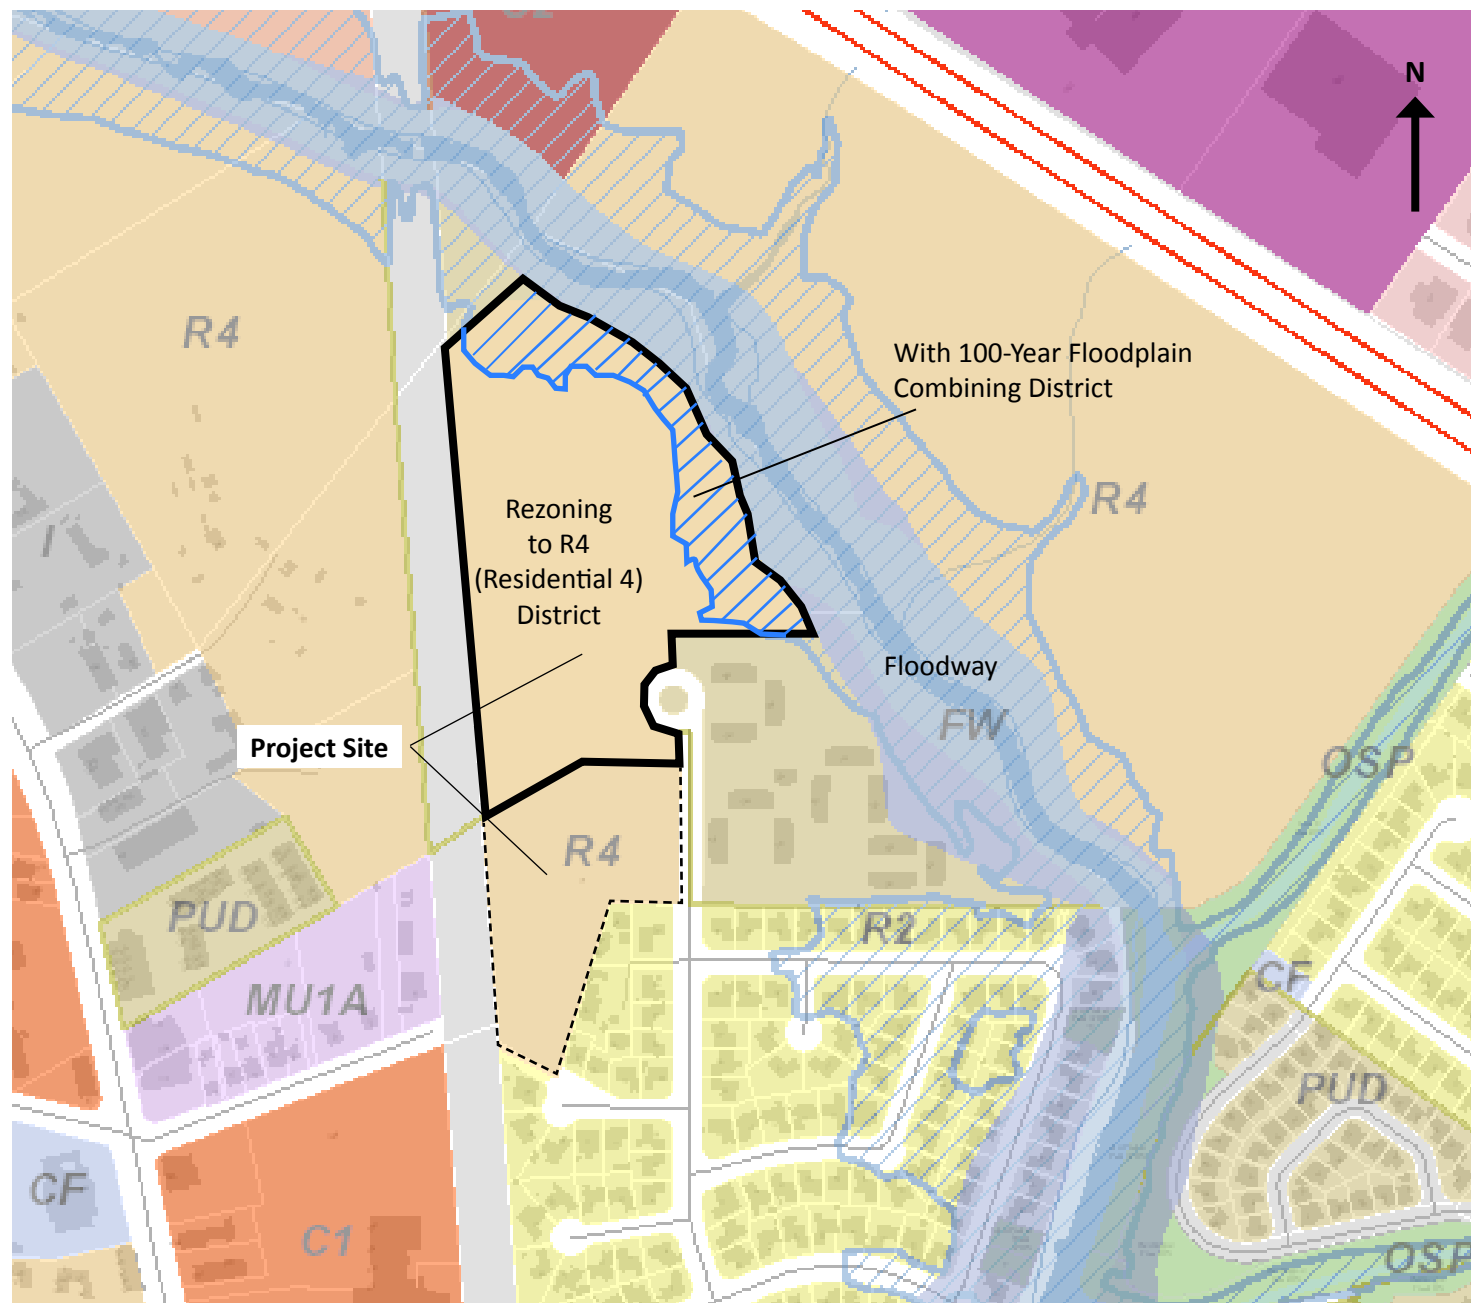 N
R4
With 100-Year Floodplain
Combining District
Rezoning
to R4
(Residential 4)
District
R4
I
Floodway
FW
Project Site
OSP
R4
PUD
R2
MU1A
CF
PUD
CF
C1
OSP